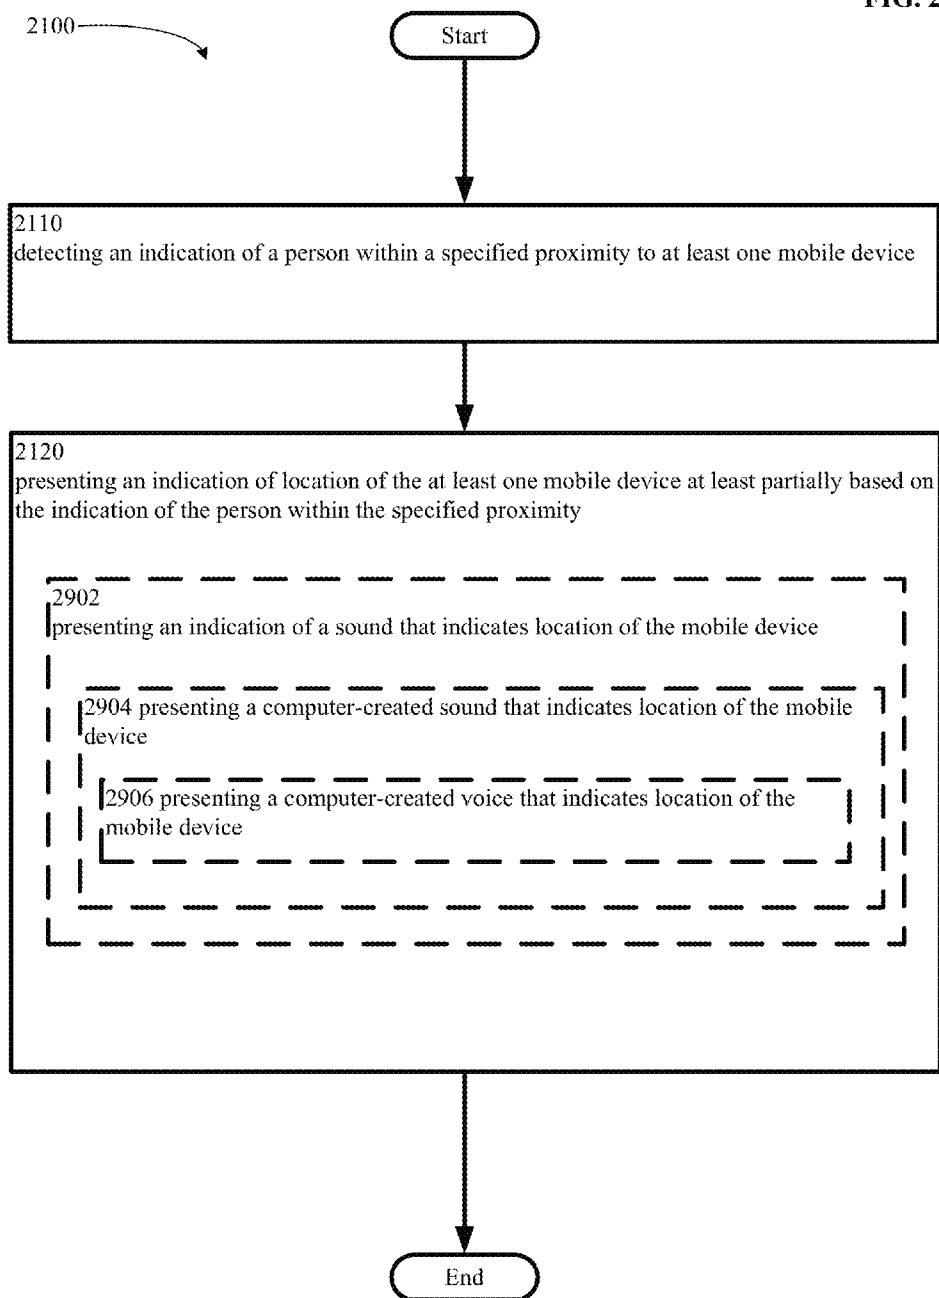 FIG. 2
2100
Start
2110
detecting an indication of a person within a specified proximity to at least one mobile device
2120
presenting an indication of location of the at least one mobile device at least partially based on
the indication of the person within the specified proximity
2902
presenting an indication of a sound that indicates location of the mobile device
2904 presenting a computer-created sound that indicates location of the mobile
device
2906 presenting a computer-created voice that indicates location of the
mobile device
End